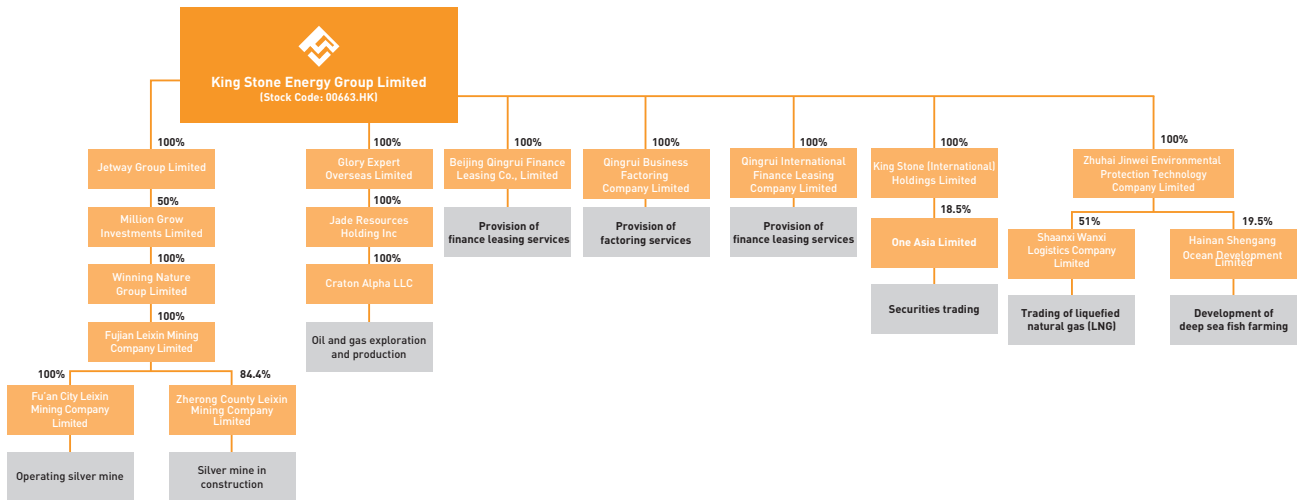 King Stone Energy Group Limited
(Stock Code: 00663.HK)
100%
Jetway Group Limited
50%
Million Grow
Investments Limited
100%
Winning Nature
Group Limited
100%
Fujian Leixin Mining
Company Limited
100%
Fu'an City Leixin
Mining Company
Limited
Operating silver mine
84.4%
Zherong County Leixin
Mining Company
Limited
Silver mine in
construction
100%
Glory Expert
Overseas Limited
100%
Jade Resources
Holding Inc
100%
Craton Alpha LLC
Oil and gas exploration
and production
100%
Beijing Qingrui Finance
Leasing Co., Limited
Provision of
finance leasing services
100%
Qingrui Business
Factoring
Company Limited
Provision of
factoring services
100%
Qingrui International
Finance Leasing
Company Limited
Provision of
finance leasing services
100%
King Stone (International)
Holdings Limited
18.5%
One Asia Limited
Securities trading
100%
Zhuhai Jinwei Environmental
Protection Technology
Company Limited
51%
Shaanxi Wanxi
Logistics Company
Limited
Trading of liquefied
natural gas (LNG)
19.5%
Hainan Shengang
Ocean Development
Limited
Development of
deep sea fish farming